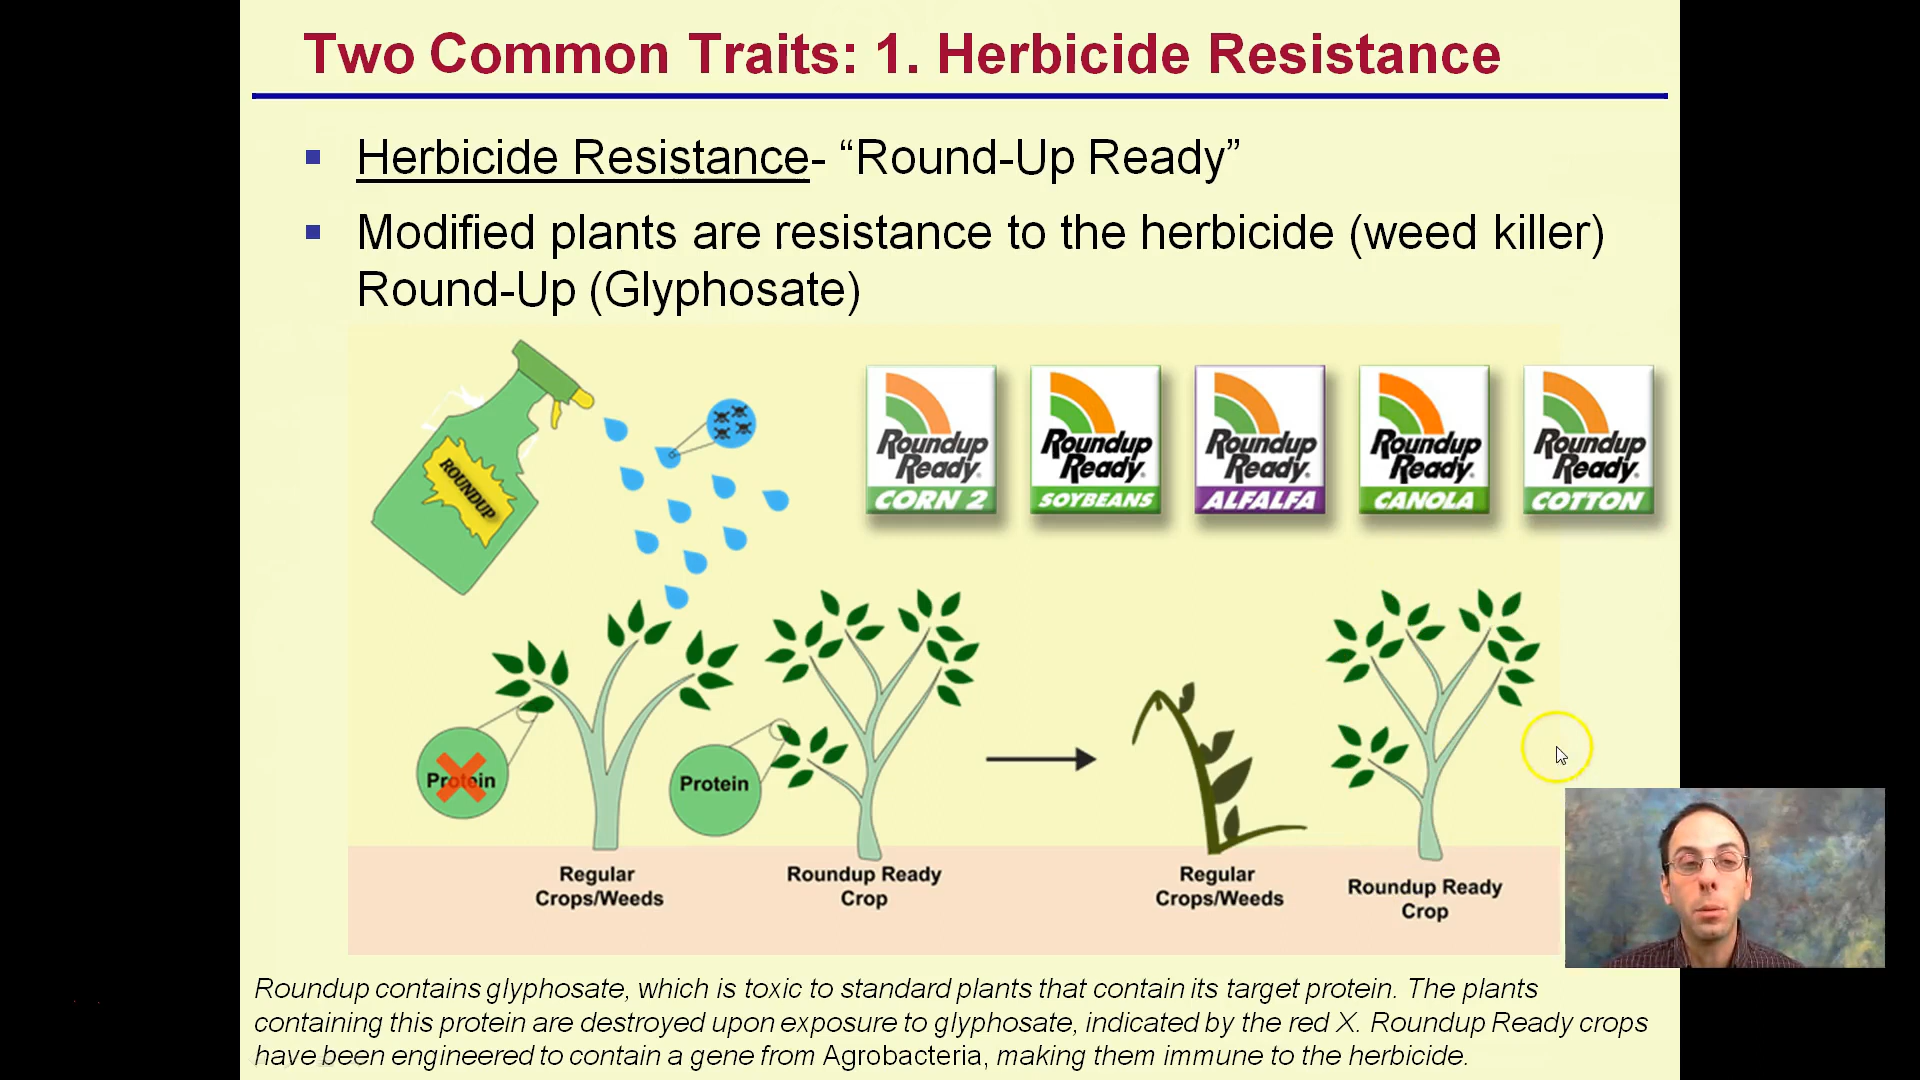 Two Common Traits: 1. Herbicide Resistance
Herbicide Resistance- “Round-Up Ready”
Modified plants are resistance to the herbicide (weed killer)
Round-Up (Glyphosate)
ROUNDUP
Roundup
Ready
CORN 2
Roundup
Ready
SOYBEANS
Roundup
Ready
ALFALFA
Roundup
Ready
CANOLA
Roundup
Ready
COTTON
Protein
Protein
Regular
Crops/Weeds
Roundup Ready
Crop
Regular
Crops/Weeds
Roundup Ready
Crop
Roundup contains glyphosate, which is toxic to standard plants that contain its target protein. The plants
containing this protein are destroyed upon exposure to glyphosate, indicated by the red X. Roundup Ready crops
have been engineered to contain a gene from Agrobacteria, making them immune to the herbicide.